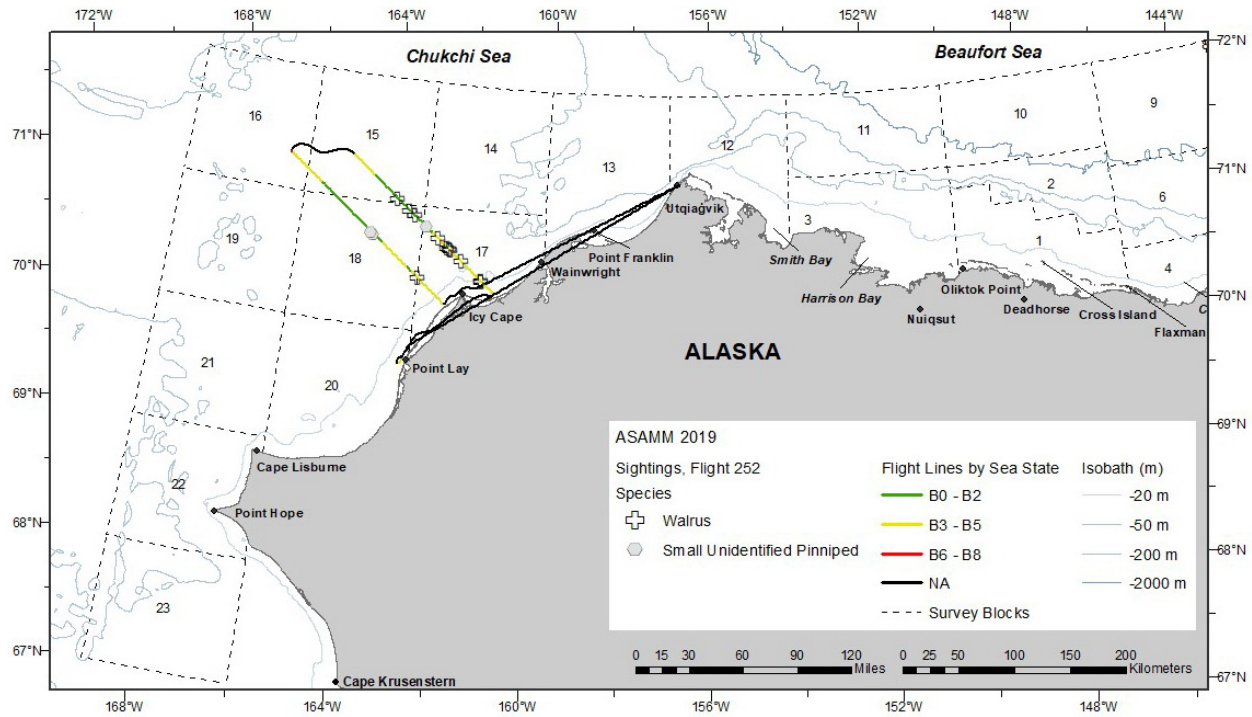 172°W
168°W
164°W
160°W
156°W
152°W
148°W
144°W
72°N
Chukchi Sea
Beaufort Sea
16
15
14
13
12
11
10
9
71°N
71°N
2
6
3
19
18
17
1
4
Utqiaġvik
Point Franklin
Wainwright
Smith Bay
Harrison Bay
70°N
70°N
Icy Cape
Oliktok Point
Deadhorse
Cross Island
Nuiqsut
C
Flaxman
ALASKA
21
20
Point Lay
69°N
69°N
ASAMM 2019
Sightings, Flight 252
Species
Walrus
Small Unidentified Pinniped
Flight Lines by Sea State
B0 - B2
B3 - B5
B6 - B8
NA
Survey Blocks
Isobath (m)
-20 m
-50 m
-200 m
-2000 m
Cape Lisburne
22
Point Hope
68°N
68°N
23
0 15 30 60 90 120
Miles
0 25 50 100 150 200
Kilometers
67°N
67°N
Cape Krusenstern
168°W
164°W
160°W
156°W
152°W
148°W